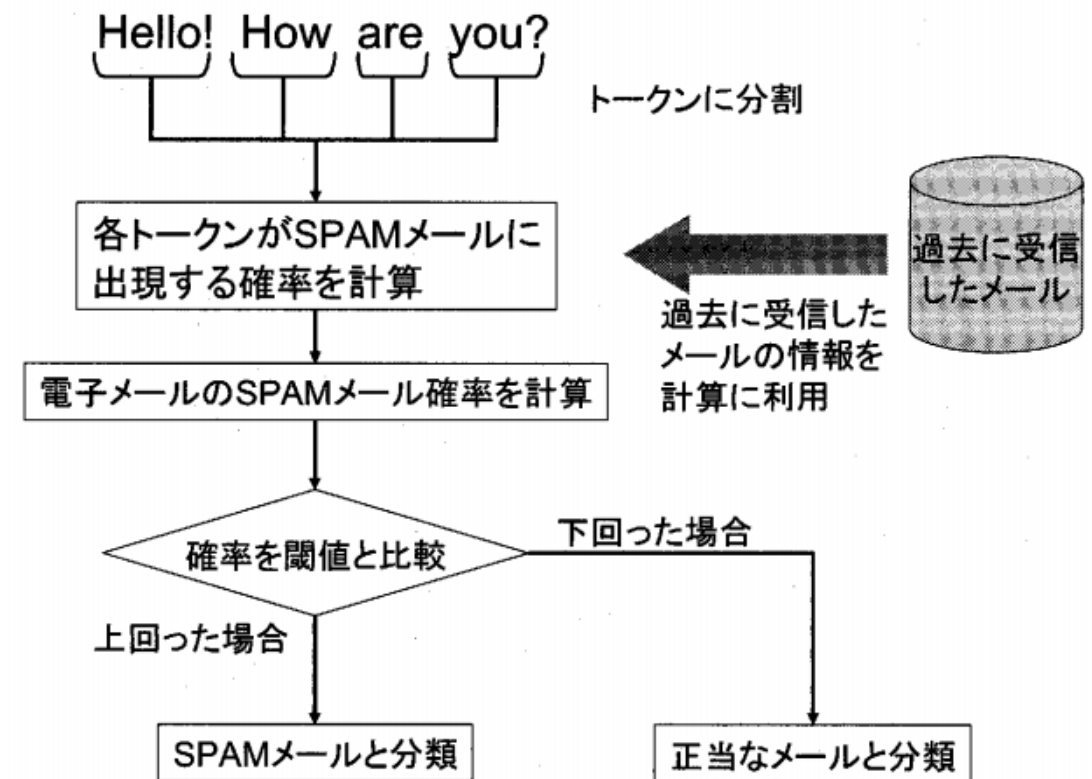 Hello! How are you?
トークンに分割
各トークンがSPAMメールに
出現する確率を計算
過去に受信
したメール
過去に受信した
メールの情報を
計算に利用
電子メールのSPAMメール確率を計算
確率を閾値と比較
下回った場合
上回った場合
SPAMメールと分類
正当なメールと分類